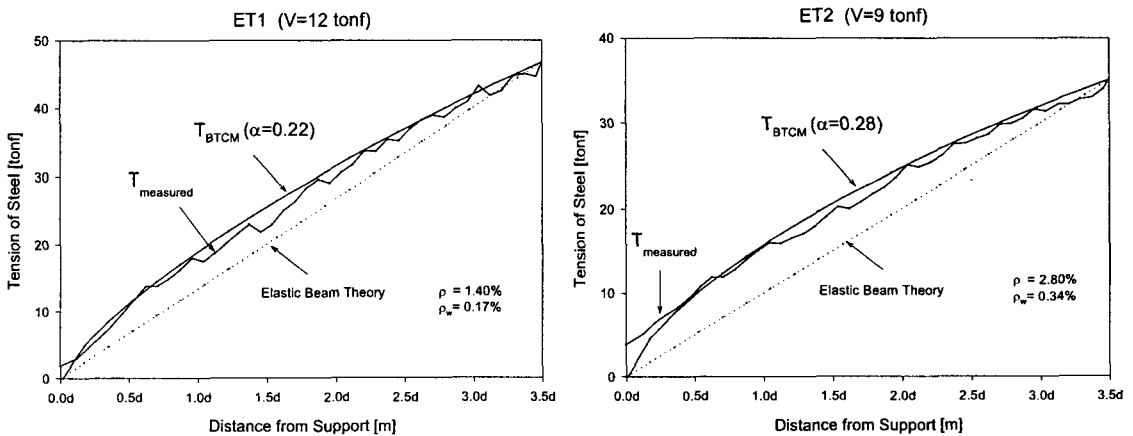 ET1 (V=12 tonf)
50
40
30
20
10
0
Tension of Steel [tonf]
T_BTCM (α=0.22)
T_measured
Elastic Beam Theory
ρ = 1.40%
ρ_w = 0.17%
0.0d 0.5d 1.0d 1.5d 2.0d 2.5d 3.0d 3.5d
Distance from Support [m]
ET2 (V=9 tonf)
40
30
20
10
0
Tension of Steel [tonf]
T_BTCM (α=0.28)
T_measured
Elastic Beam Theory
ρ = 2.80%
ρ_w = 0.34%
0.0d 0.5d 1.0d 1.5d 2.0d 2.5d 3.0d 3.5d
Distance from Support [m]